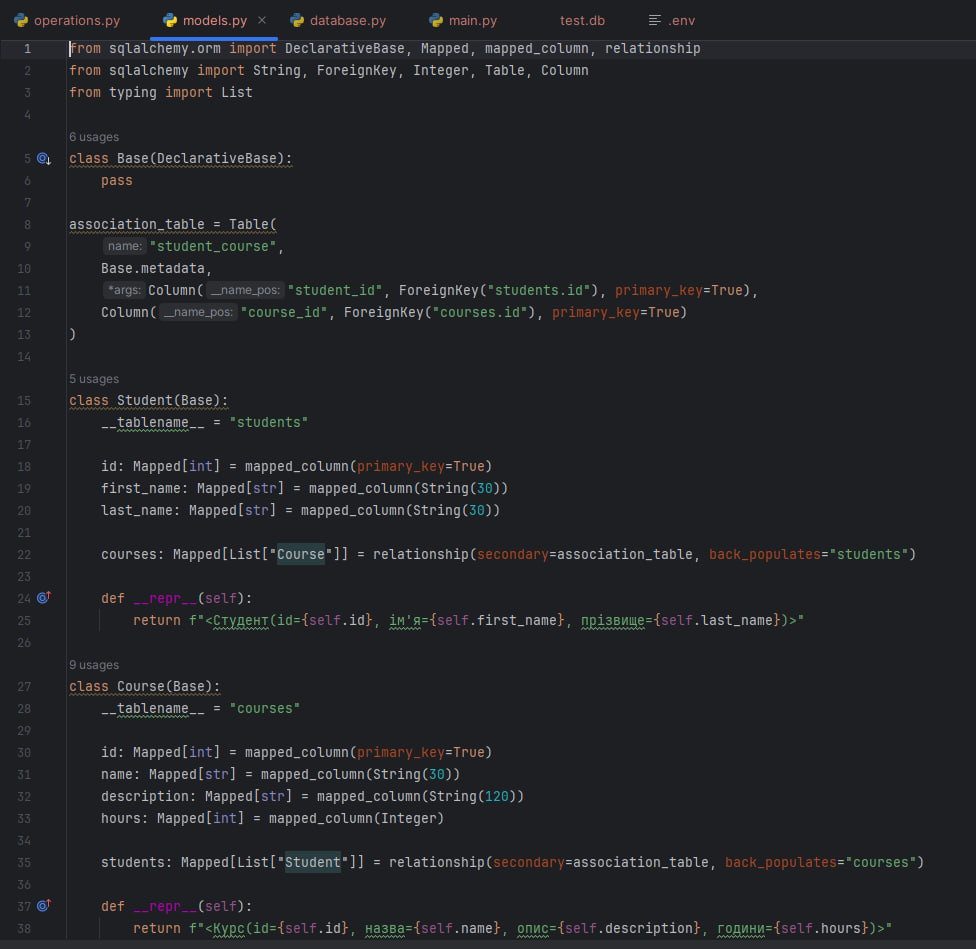 operations.py models.py database.py main.py test.db .env
1 from sqlalchemy.orm import DeclarativeBase, Mapped, mapped_column, relationship
2 from sqlalchemy import String, ForeignKey, Integer, Table, Column
3 from typing import List
4
6 usages
5 class Base(DeclarativeBase):
6     pass
7
8 association_table = Table(
9     name: "student_course",
10     Base.metadata,
11     *args: Column( __name_pos: "student_id", ForeignKey("students.id"), primary_key=True),
12     Column( __name_pos: "course_id", ForeignKey("courses.id"), primary_key=True)
13 )
14
5 usages
15 class Student(Base):
16     __tablename__ = "students"
17
18     id: Mapped[int] = mapped_column(primary_key=True)
19     first_name: Mapped[str] = mapped_column(String(30))
20     last_name: Mapped[str] = mapped_column(String(30))
21
22     courses: Mapped[List["Course"]] = relationship(secondary=association_table, back_populates="students")
23
24     def __repr__(self):
25         return f"<Студент(id={self.id}, ім'я={self.first_name}, прізвище={self.last_name})>"
26
9 usages
27 class Course(Base):
28     __tablename__ = "courses"
29
30     id: Mapped[int] = mapped_column(primary_key=True)
31     name: Mapped[str] = mapped_column(String(30))
32     description: Mapped[str] = mapped_column(String(120))
33     hours: Mapped[int] = mapped_column(Integer)
34
35     students: Mapped[List["Student"]] = relationship(secondary=association_table, back_populates="courses")
36
37     def __repr__(self):
38         return f"<Курс(id={self.id}, назва={self.name}, опис={self.description}, години={self.hours})>"